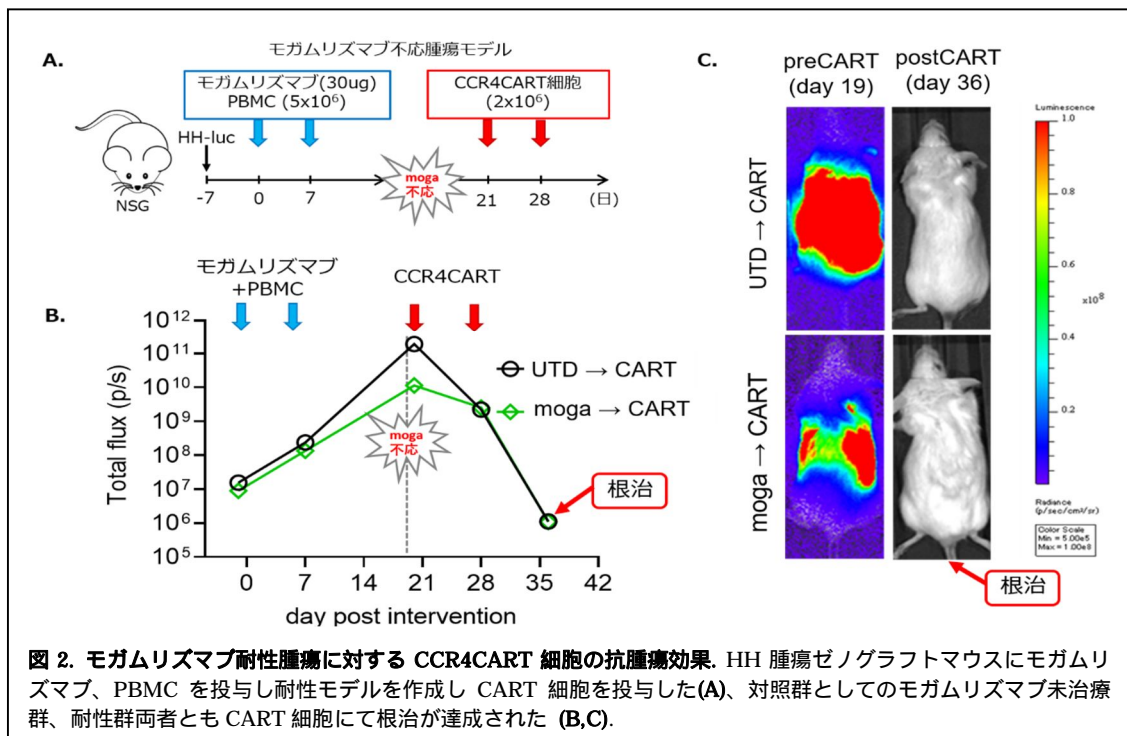 A.
モガムリズマブ不応腫瘍モデル
モガムリズマブ(30ug)
PBMC (5x10⁶)
CCR4CART細胞
(2x10⁶)
HH-luc
NSG
moga
不応
-7
0
7
21
28
(日)
B.
モガムリズマブ
+PBMC
CCR4CART
Total flux (p/s)
10¹²
10¹¹
10¹⁰
10⁹
10⁸
10⁷
10⁶
10⁵
UTD → CART
moga → CART
moga
不応
根治
0
7
14
21
28
35
42
day post intervention
C.
preCART
(day 19)
postCART
(day 36)
UTD → CART
moga → CART
根治
Luminescence
1.0
0.8
0.6
x10⁸
0.4
0.2
Radiance
(p/sec/cm²/sr)
Color Scale
Min = 5.00e5
Max = 1.00e8
図 2. モガムリズマブ耐性腫瘍に対する CCR4CART 細胞の抗腫瘍効果. HH 腫瘍ゼノグラフトマウスにモガムリ
ズマブ、PBMC を投与し耐性モデルを作成し CART 細胞を投与した(A)、対照群としてのモガムリズマブ未治療
群、耐性群両者とも CART 細胞にて根治が達成された (B,C).